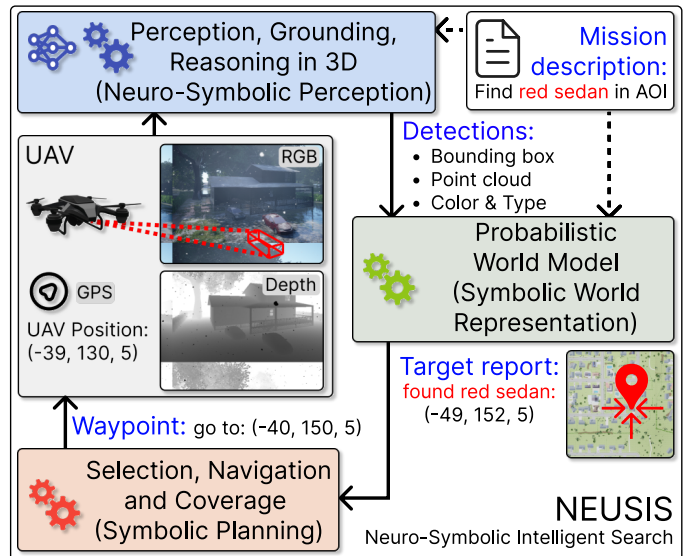 Perception, Grounding,
Reasoning in 3D
(Neuro-Symbolic Perception)
Mission
description:
Find red sedan in AOI
Detections:
• Bounding box
• Point cloud
• Color & Type
UAV
RGB
GPS
Depth
UAV Position:
(-39, 130, 5)
Probabilistic
World Model
(Symbolic World
Representation)
Target report:
found red sedan:
(-49, 152, 5)
Waypoint: go to: (-40, 150, 5)
Selection, Navigation
and Coverage
(Symbolic Planning)
NEUSIS
Neuro-Symbolic Intelligent Search